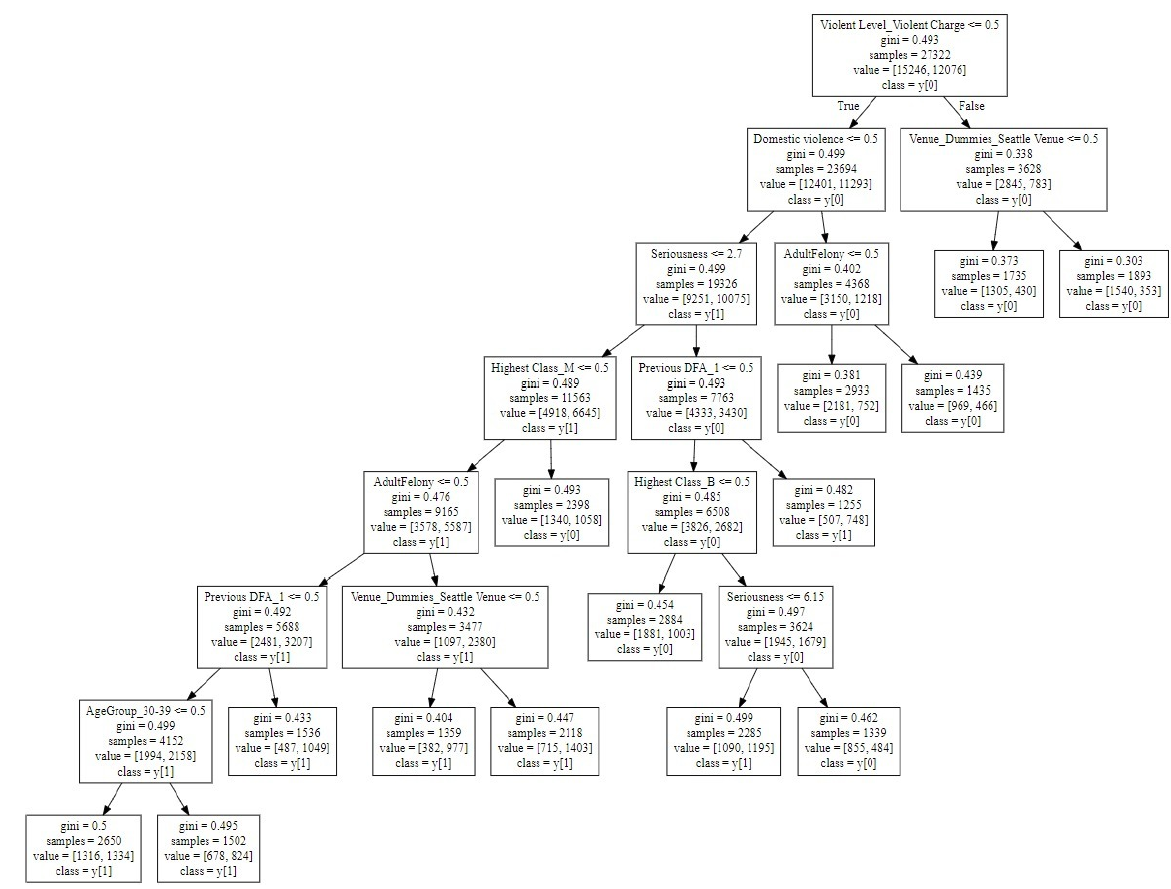 Violent Level_Violent Charge <= 0.5
gini = 0.493
samples = 27322
value = [15246, 12076]
class = y[0]
True
False
Domestic violence <= 0.5
gini = 0.499
samples = 23694
value = [12401, 11293]
class = y[0]
Venue_Dummies_Seattle Venue <= 0.5
gini = 0.338
samples = 3628
value = [2845, 783]
class = y[0]
Seriousness <= 2.7
gini = 0.499
samples = 19326
value = [9251, 10075]
class = y[1]
AdultFelony <= 0.5
gini = 0.402
samples = 4368
value = [3150, 1218]
class = y[0]
gini = 0.373
samples = 1735
value = [1305, 430]
class = y[0]
gini = 0.303
samples = 1893
value = [1540, 353]
class = y[0]
Highest Class_M <= 0.5
gini = 0.489
samples = 11563
value = [4918, 6645]
class = y[1]
Previous DFA_1 <= 0.5
gini = 0.493
samples = 7763
value = [4333, 3430]
class = y[0]
gini = 0.381
samples = 2933
value = [2181, 752]
class = y[0]
gini = 0.439
samples = 1435
value = [969, 466]
class = y[0]
AdultFelony <= 0.5
gini = 0.476
samples = 9165
value = [3578, 5587]
class = y[1]
gini = 0.493
samples = 2398
value = [1340, 1058]
class = y[0]
Highest Class_B <= 0.5
gini = 0.485
samples = 6508
value = [3826, 2682]
class = y[0]
gini = 0.482
samples = 1255
value = [507, 748]
class = y[1]
Previous DFA_1 <= 0.5
gini = 0.492
samples = 5688
value = [2481, 3207]
class = y[1]
Venue_Dummies_Seattle Venue <= 0.5
gini = 0.432
samples = 3477
value = [1097, 2380]
class = y[1]
gini = 0.454
samples = 2884
value = [1881, 1003]
class = y[0]
Seriousness <= 6.15
gini = 0.497
samples = 3624
value = [1945, 1679]
class = y[0]
AgeGroup_30-39 <= 0.5
gini = 0.499
samples = 4152
value = [1994, 2158]
class = y[1]
gini = 0.433
samples = 1536
value = [487, 1049]
class = y[1]
gini = 0.404
samples = 1359
value = [382, 977]
class = y[1]
gini = 0.447
samples = 2118
value = [715, 1403]
class = y[1]
gini = 0.499
samples = 2285
value = [1090, 1195]
class = y[1]
gini = 0.462
samples = 1339
value = [855, 484]
class = y[0]
gini = 0.5
samples = 2650
value = [1316, 1334]
class = y[1]
gini = 0.495
samples = 1502
value = [678, 824]
class = y[1]